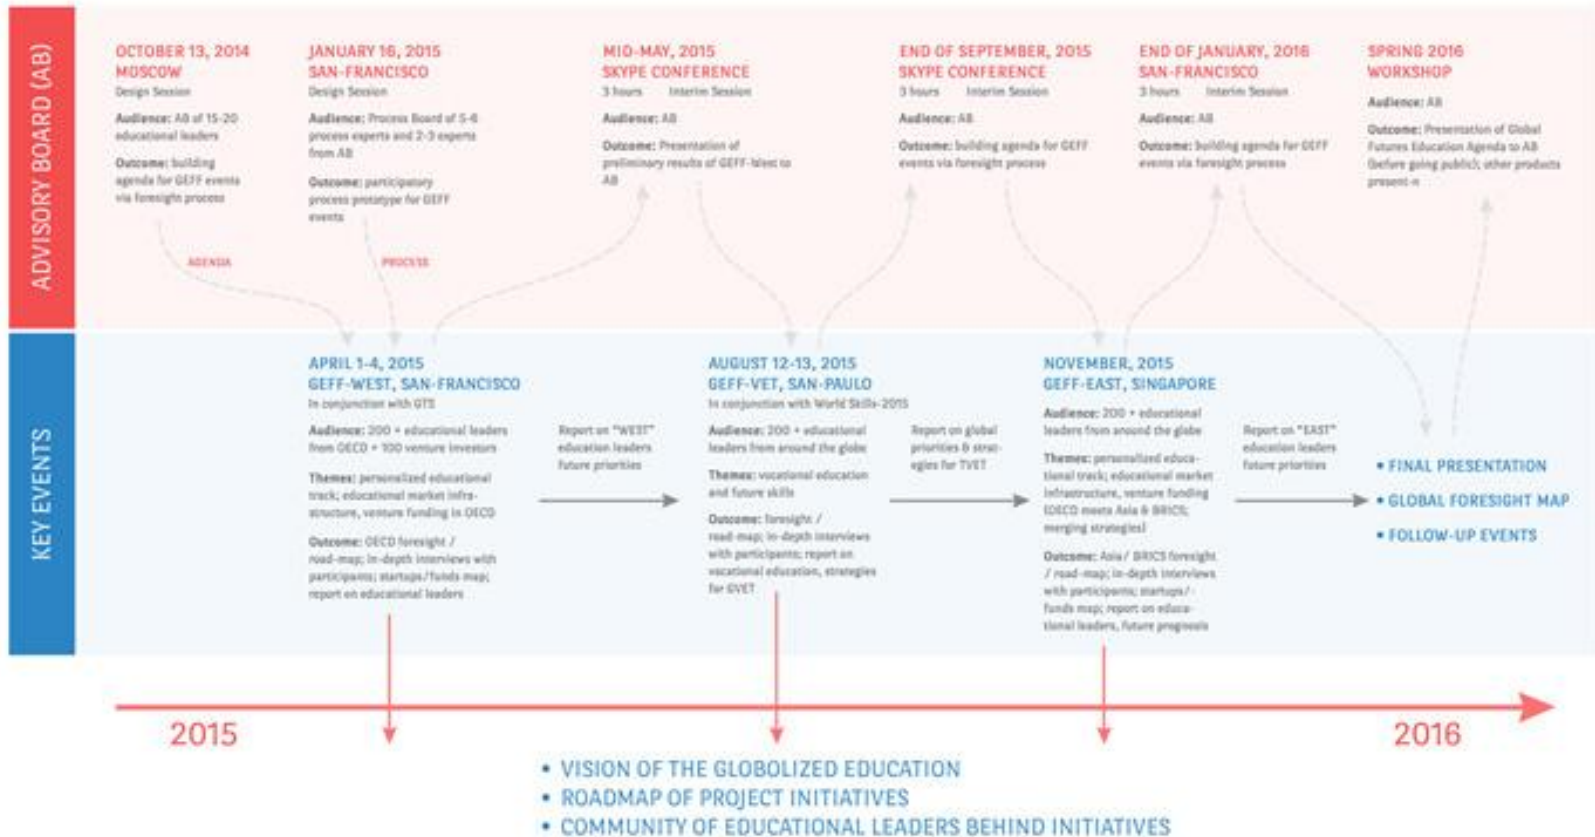 ADVISORY BOARD (AB)
OCTOBER 13, 2014
MOSCOW
Design Session
Audience: AB of 15-20
educational leaders
Outcome: building
agenda for GEFF events
via foresight process
JANUARY 16, 2015
SAN-FRANCISCO
Design Session
Audience: Process Board of 5-6
process experts and 2-3 experts
from AB
Outcome: participatory
process prototype for GEFF
events
MID-MAY, 2015
SKYPE CONFERENCE
3 hours Interim Session
Audience: AB
Outcome: Presentation of
preliminary results of GEFF-West to
AB
END OF SEPTEMBER, 2015
SKYPE CONFERENCE
3 hours Interim Session
Audience: AB
Outcome: building agenda for GEFF
events via foresight process
END OF JANUARY, 2016
SAN-FRANCISCO
3 hours Interim Session
Audience: AB
Outcome: building agenda for GEFF
events via foresight process
SPRING 2016
WORKSHOP
Audience: AB
Outcome: Presentation of Global
Futures Education Agenda to AB
(before going public); other products
present-n
AGENDA
PROCESS
KEY EVENTS
APRIL 1-4, 2015
GEFF-WEST, SAN-FRANCISCO
In conjunction with GTS
Audience: 200 + educational leaders
from OECD + 100 venture investors
Themes: personalized educational
track; educational market infra-
structure, venture funding in OECD
Outcome: OECD foresight /
road-map; in-depth interviews with
participants; startups/funds map;
report on educational leaders
Report on "WEST"
education leaders
future priorities
AUGUST 12-13, 2015
GEFF-VET, SAN-PAULO
In conjunction with World Skills-2015
Audience: 200 + educational
leaders from around the globe
Themes: vocational education
and future skills
Outcome: foresight /
road-map; in-depth interviews
with participants; report on
vocational education, strategies
for GVET
Report on global
priorities & strat-
egies for TVET
NOVEMBER, 2015
GEFF-EAST, SINGAPORE
Audience: 200 + educational
leaders from around the globe
Themes: personalized educa-
tional track; educational market
infrastructure, venture funding
(OECD meets Asia & BRICS;
merging strategies)
Outcome: Asia / BRICS foresight
/ road-map; in-depth interviews
with participants; startups/-
funds map; report on educa-
tional leaders, future prognosis
Report on "EAST"
education leaders
future priorities
• FINAL PRESENTATION
• GLOBAL FORESIGHT MAP
• FOLLOW-UP EVENTS
2015
2016
• VISION OF THE GLOBOLIZED EDUCATION
• ROADMAP OF PROJECT INITIATIVES
• COMMUNITY OF EDUCATIONAL LEADERS BEHIND INITIATIVES